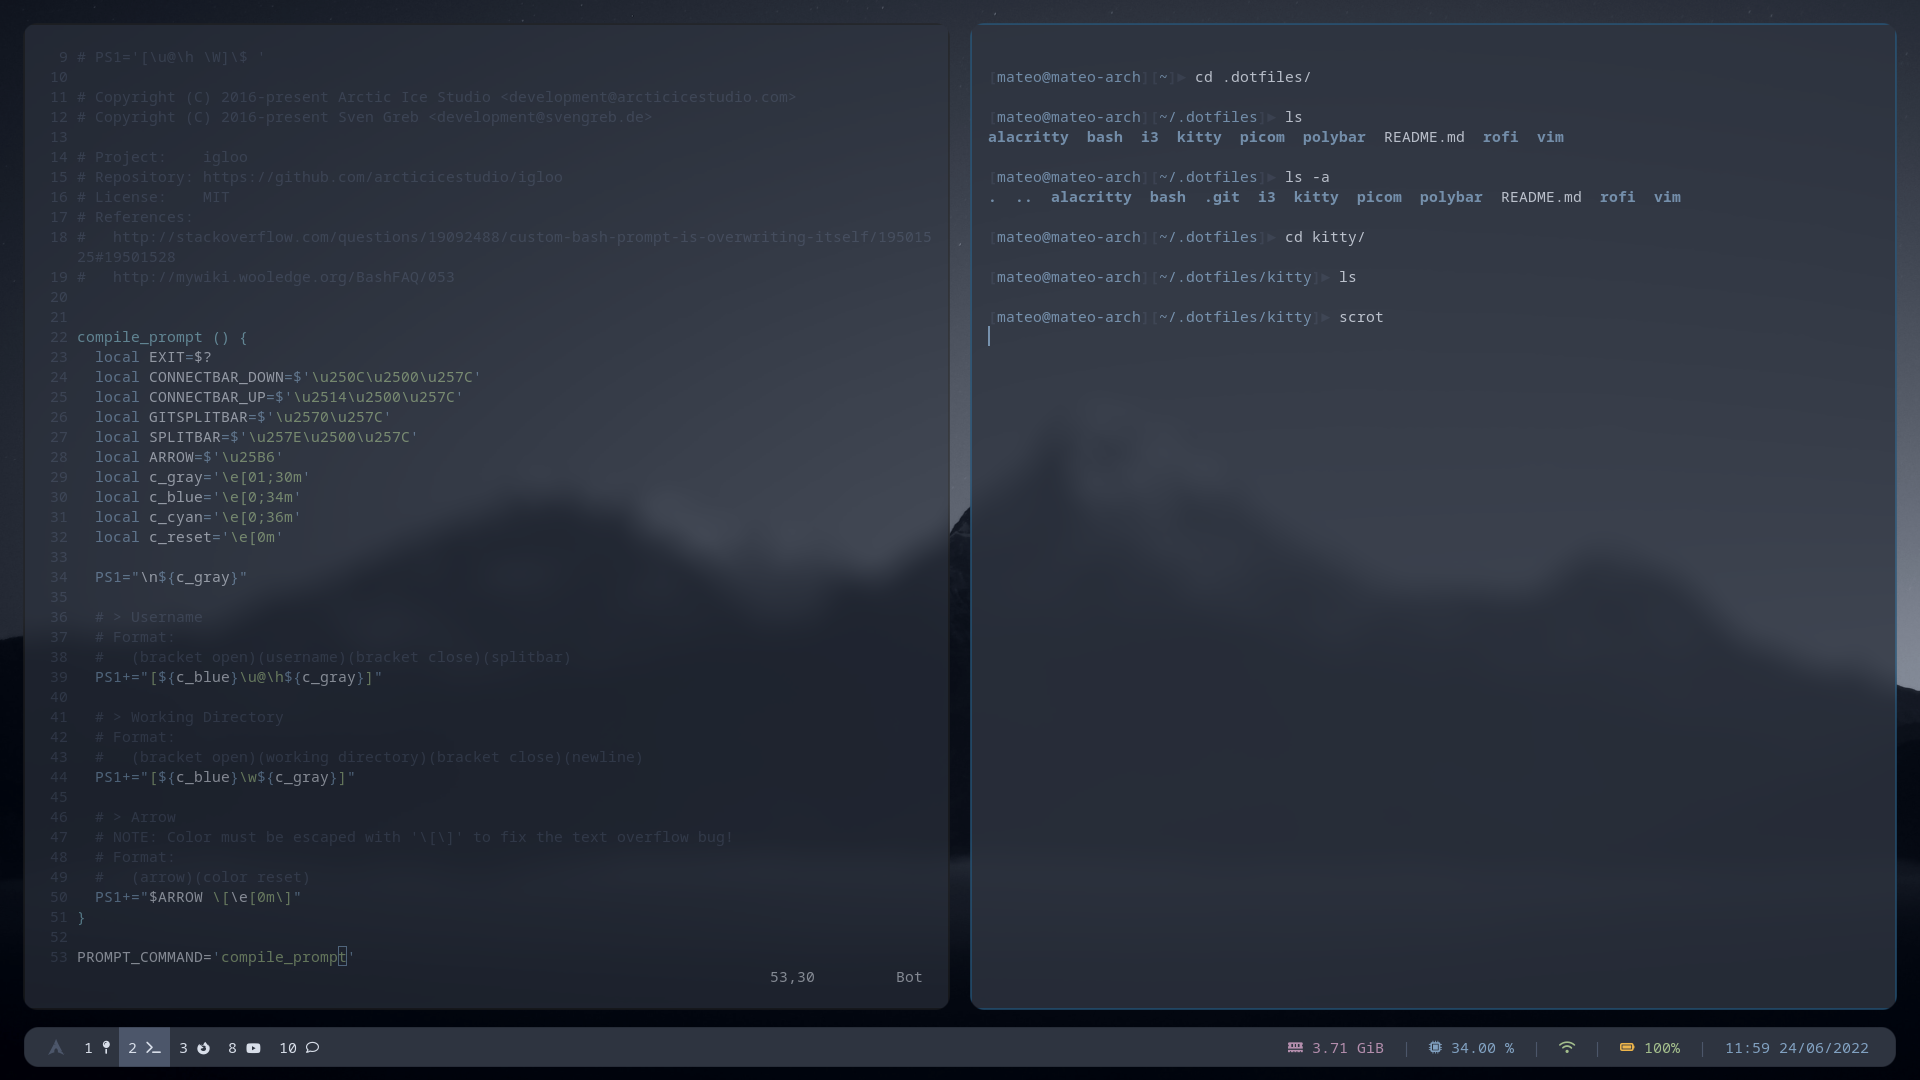 9 # PS1='[\u@\h \W]\$ '
10
11 # Copyright (C) 2016-present Arctic Ice Studio <development@arcticicestudio.com>
12 # Copyright (C) 2016-present Sven Greb <development@svengreb.de>
13
14 # Project:    igloo
15 # Repository: https://github.com/arcticicestudio/igloo
16 # License:    MIT
17 # References:
18 #   http://stackoverflow.com/questions/19092488/custom-bash-prompt-is-overwriting-itself/195015
25#19501528
19 #   http://mywiki.wooledge.org/BashFAQ/053
20
21
22 compile_prompt () {
23   local EXIT=$?
24   local CONNECTBAR_DOWN=$'\u250C\u2500\u257C'
25   local CONNECTBAR_UP=$'\u2514\u2500\u257C'
26   local GITSPLITBAR=$'\u2570\u257C'
27   local SPLITBAR=$'\u257E\u2500\u257C'
28   local ARROW=$'\u25B6'
29   local c_gray='\e[01;30m'
30   local c_blue='\e[0;34m'
31   local c_cyan='\e[0;36m'
32   local c_reset='\e[0m'
33
34   PS1="\n${c_gray}"
35
36   # > Username
37   # Format:
38   #   (bracket open)(username)(bracket close)(splitbar)
39   PS1+="[${c_blue}\u@\h${c_gray}]"
40
41   # > Working Directory
42   # Format:
43   #   (bracket open)(working directory)(bracket close)(newline)
44   PS1+="[${c_blue}\w${c_gray}]"
45
46   # > Arrow
47   # NOTE: Color must be escaped with '\[\]' to fix the text overflow bug!
48   # Format:
49   #   (arrow)(color reset)
50   PS1+="$ARROW \[\e[0m\]"
51 }
52
53 PROMPT_COMMAND='compile_prompt'
53,30         Bot
[mateo@mateo-arch][~]▶ cd .dotfiles/
[mateo@mateo-arch][~/.dotfiles]▶ ls
alacritty  bash  i3  kitty  picom  polybar  README.md  rofi  vim
[mateo@mateo-arch][~/.dotfiles]▶ ls -a
.  ..  alacritty  bash  .git  i3  kitty  picom  polybar  README.md  rofi  vim
[mateo@mateo-arch][~/.dotfiles]▶ cd kitty/
[mateo@mateo-arch][~/.dotfiles/kitty]▶ ls
[mateo@mateo-arch][~/.dotfiles/kitty]▶ scrot
1 2 3 8 10 3.71 GiB | 34.00 % | | 100% | 11:59 24/06/2022